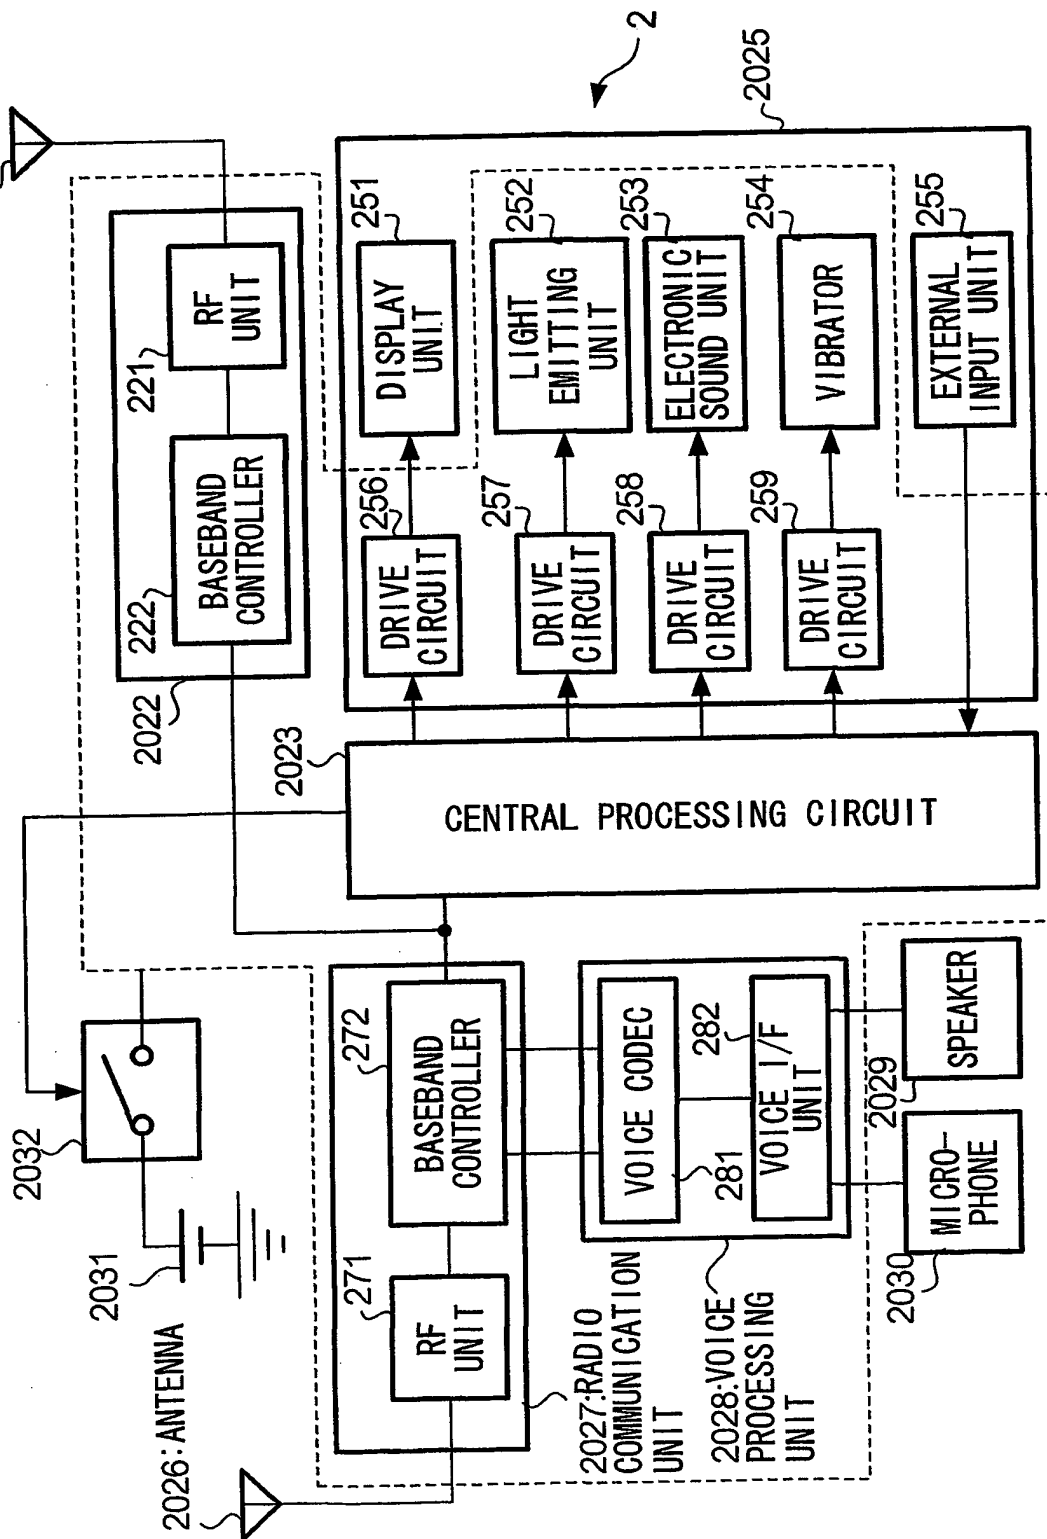 2
2025
251
DISPLAY
UNIT
252
LIGHT
EMITTING
UNIT
253
ELECTRONIC
SOUND UNIT
254
VIBRATOR
255
EXTERNAL
INPUT UNIT
221
RF
UNIT
222
BASEBAND
CONTROLLER
2022
256
DRIVE
CIRCUIT
257
DRIVE
CIRCUIT
258
DRIVE
CIRCUIT
259
DRIVE
CIRCUIT
2023
CENTRAL PROCESSING CIRCUIT
2032
2031
2026:ANTENNA
271
RF
UNIT
272
BASEBAND
CONTROLLER
2027:RADIO
COMMUNICATION
UNIT
VOICE CODEC
281
282
VOICE I/F
UNIT
2028:VOICE
PROCESSING
UNIT
2029
SPEAKER
2030
MICRO-
PHONE